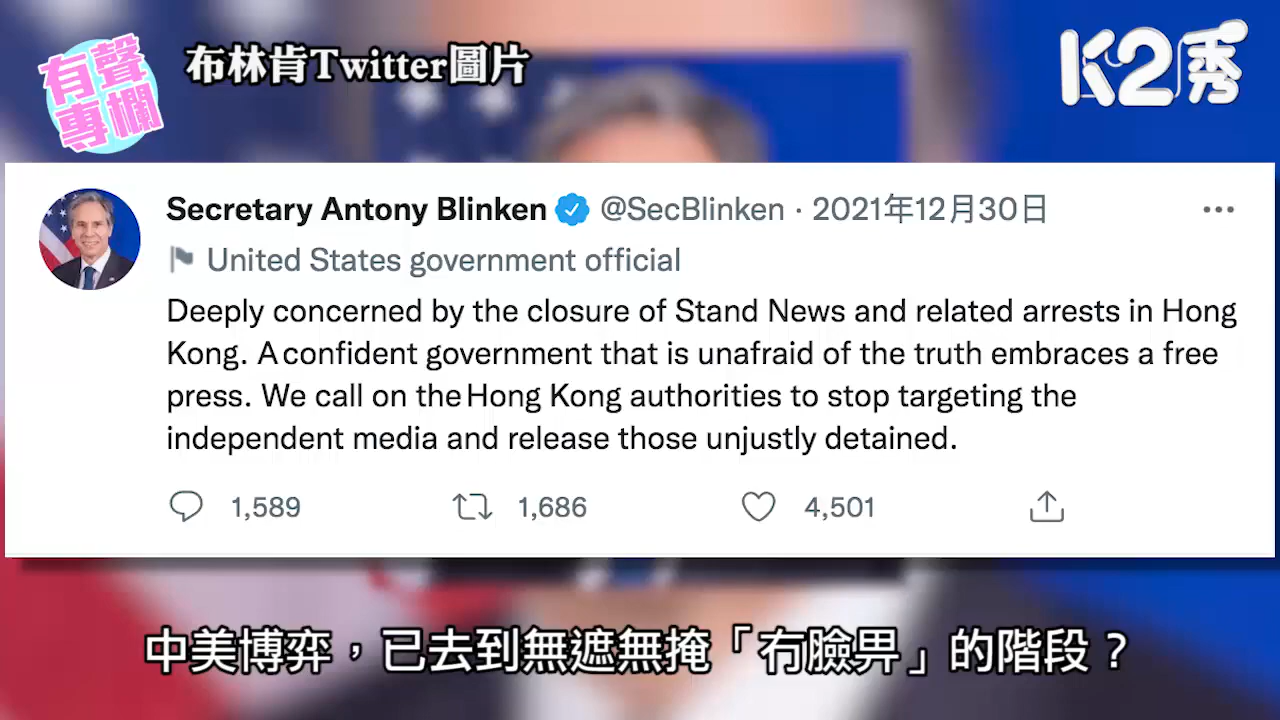 有聲
專欄
布林肯Twitter圖片
K2秀
Secretary Antony Blinken @SecBlinken · 2021年12月30日
United States government official
Deeply concerned by the closure of Stand News and related arrests in Hong
Kong. A confident government that is unafraid of the truth embraces a free
press. We call on the Hong Kong authorities to stop targeting the
independent media and release those unjustly detained.
1,589 1,686 4,501
中美博弈，已去到無遮無掩「冇臉畀」的階段？